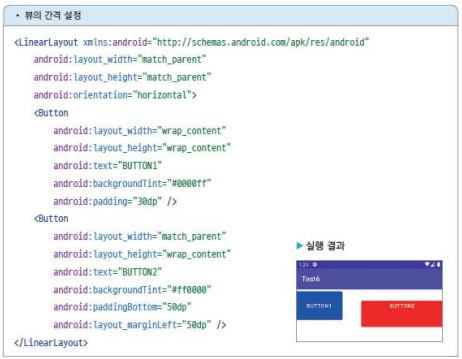 • 뷰의 간격 설정
<LinearLayout xmlns:android="http://schemas.android.com/apk/res/android"
android:layout_width="match_parent"
android:layout_height="match_parent"
android:orientation="horizontal">
<Button
android:layout_width="wrap_content"
android:layout_height="wrap_content"
android:text="BUTTON1"
android:backgroundTint="#0000ff"
android:padding="30dp" />
<Button
android:layout_width="match_parent"
android:layout_height="wrap_content"
android:text="BUTTON2"
android:backgroundTint="#ff0000"
android:paddingBottom="50dp"
android:layout_marginLeft="50dp" />
</LinearLayout>
▶ 실행 결과
Test6
BUTTON1
BUTTON2